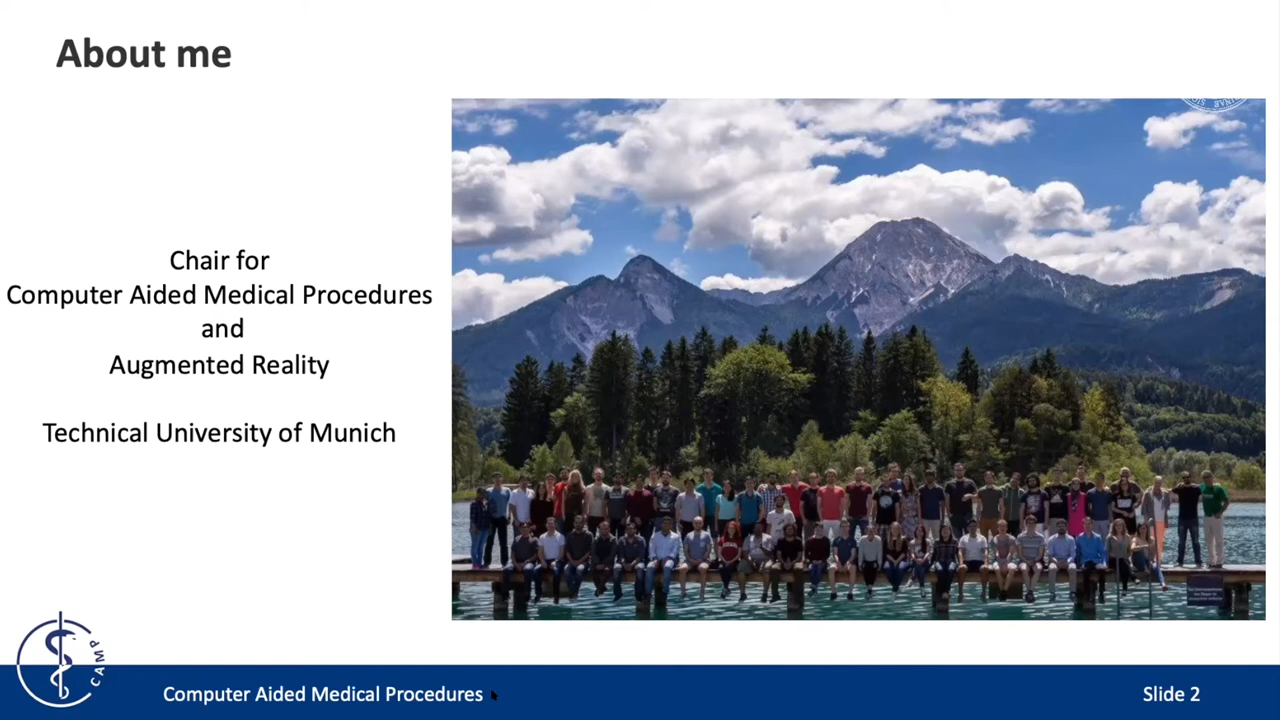 About me
Chair for
Computer Aided Medical Procedures
and
Augmented Reality
Technical University of Munich
CAMP
Computer Aided Medical Procedures
Slide 2